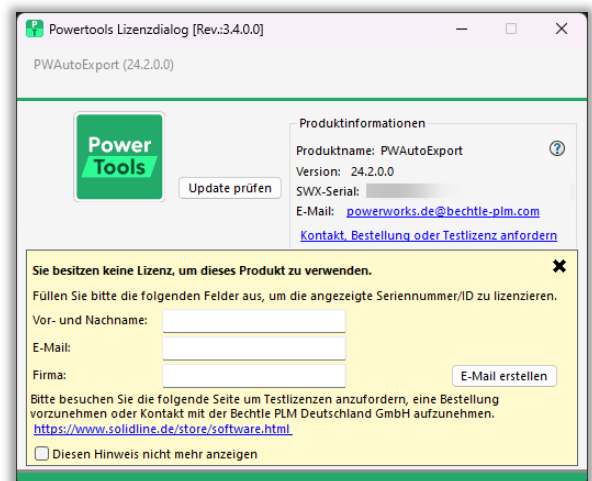 Powertools Lizenzdialog [Rev.:3.4.0.0]
PWAutoExport (24.2.0.0)
Power
Tools
Update prüfen
Produktinformationen
Produktname: PWAutoExport
Version: 24.2.0.0
SWX-Serial:
E-Mail: powerworks.de@bechtle-plm.com
Kontakt, Bestellung oder Testlizenz anfordern
Sie besitzen keine Lizenz, um dieses Produkt zu verwenden.
Füllen Sie bitte die folgenden Felder aus, um die angezeigte Seriennummer/ID zu lizenzieren.
Vor- und Nachname:
E-Mail:
Firma:
E-Mail erstellen
Bitte besuchen Sie die folgende Seite um Testlizenzen anzufordern, eine Bestellung
vorzunehmen oder Kontakt mit der Bechtle PLM Deutschland GmbH aufzunehmen.
https://www.solidline.de/store/software.html
Diesen Hinweis nicht mehr anzeigen